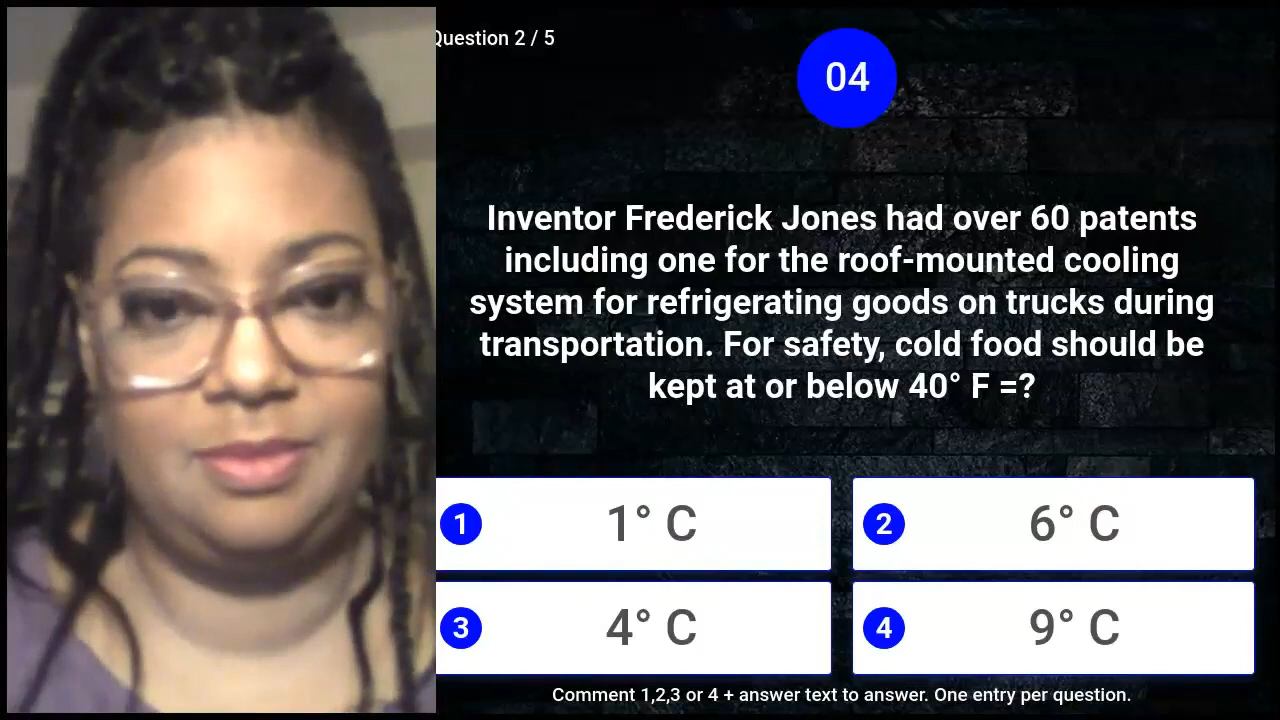 Question 2 / 5
04
Inventor Frederick Jones had over 60 patents
including one for the roof-mounted cooling
system for refrigerating goods on trucks during
transportation. For safety, cold food should be
kept at or below 40° F =?
1 1° C
2 6° C
3 4° C
4 9° C
Comment 1,2,3 or 4 + answer text to answer. One entry per question.